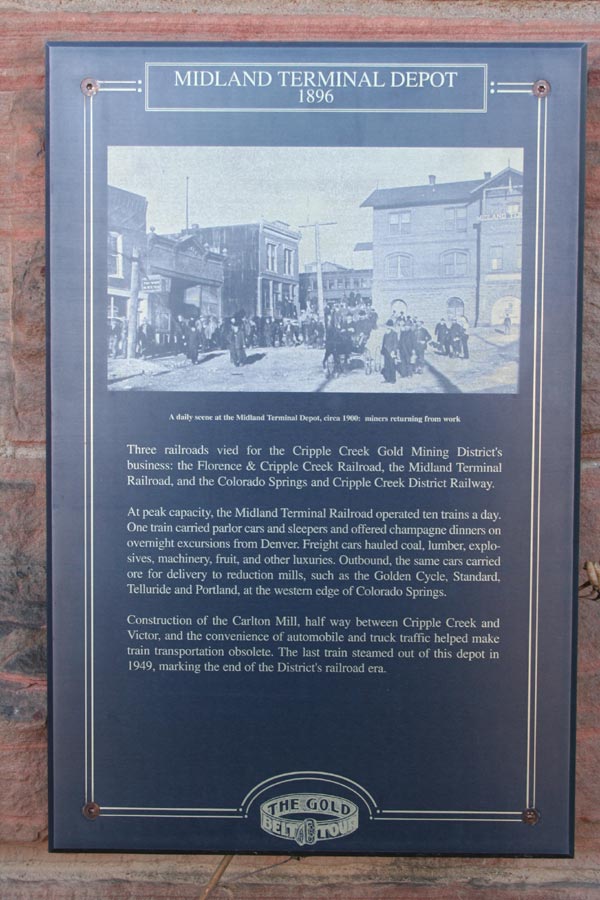 MIDLAND TERMINAL DEPOT
1896
MIDLAND TER
A daily scene at the Midland Terminal Depot, circa 1900: miners returning from work
Three railroads vied for the Cripple Creek Gold Mining District's
business: the Florence & Cripple Creek Railroad, the Midland Terminal
Railroad, and the Colorado Springs and Cripple Creek District Railway.
At peak capacity, the Midland Terminal Railroad operated ten trains a day.
One train carried parlor cars and sleepers and offered champagne dinners on
overnight excursions from Denver. Freight cars hauled coal, lumber, explo-
sives, machinery, fruit, and other luxuries. Outbound, the same cars carried
ore for delivery to reduction mills, such as the Golden Cycle, Standard,
Telluride and Portland, at the western edge of Colorado Springs.
Construction of the Carlton Mill, half way between Cripple Creek and
Victor, and the convenience of automobile and truck traffic helped make
train transportation obsolete. The last train steamed out of this depot in
1949, marking the end of the District's railroad era.
THE GOLD
BELT TOUR